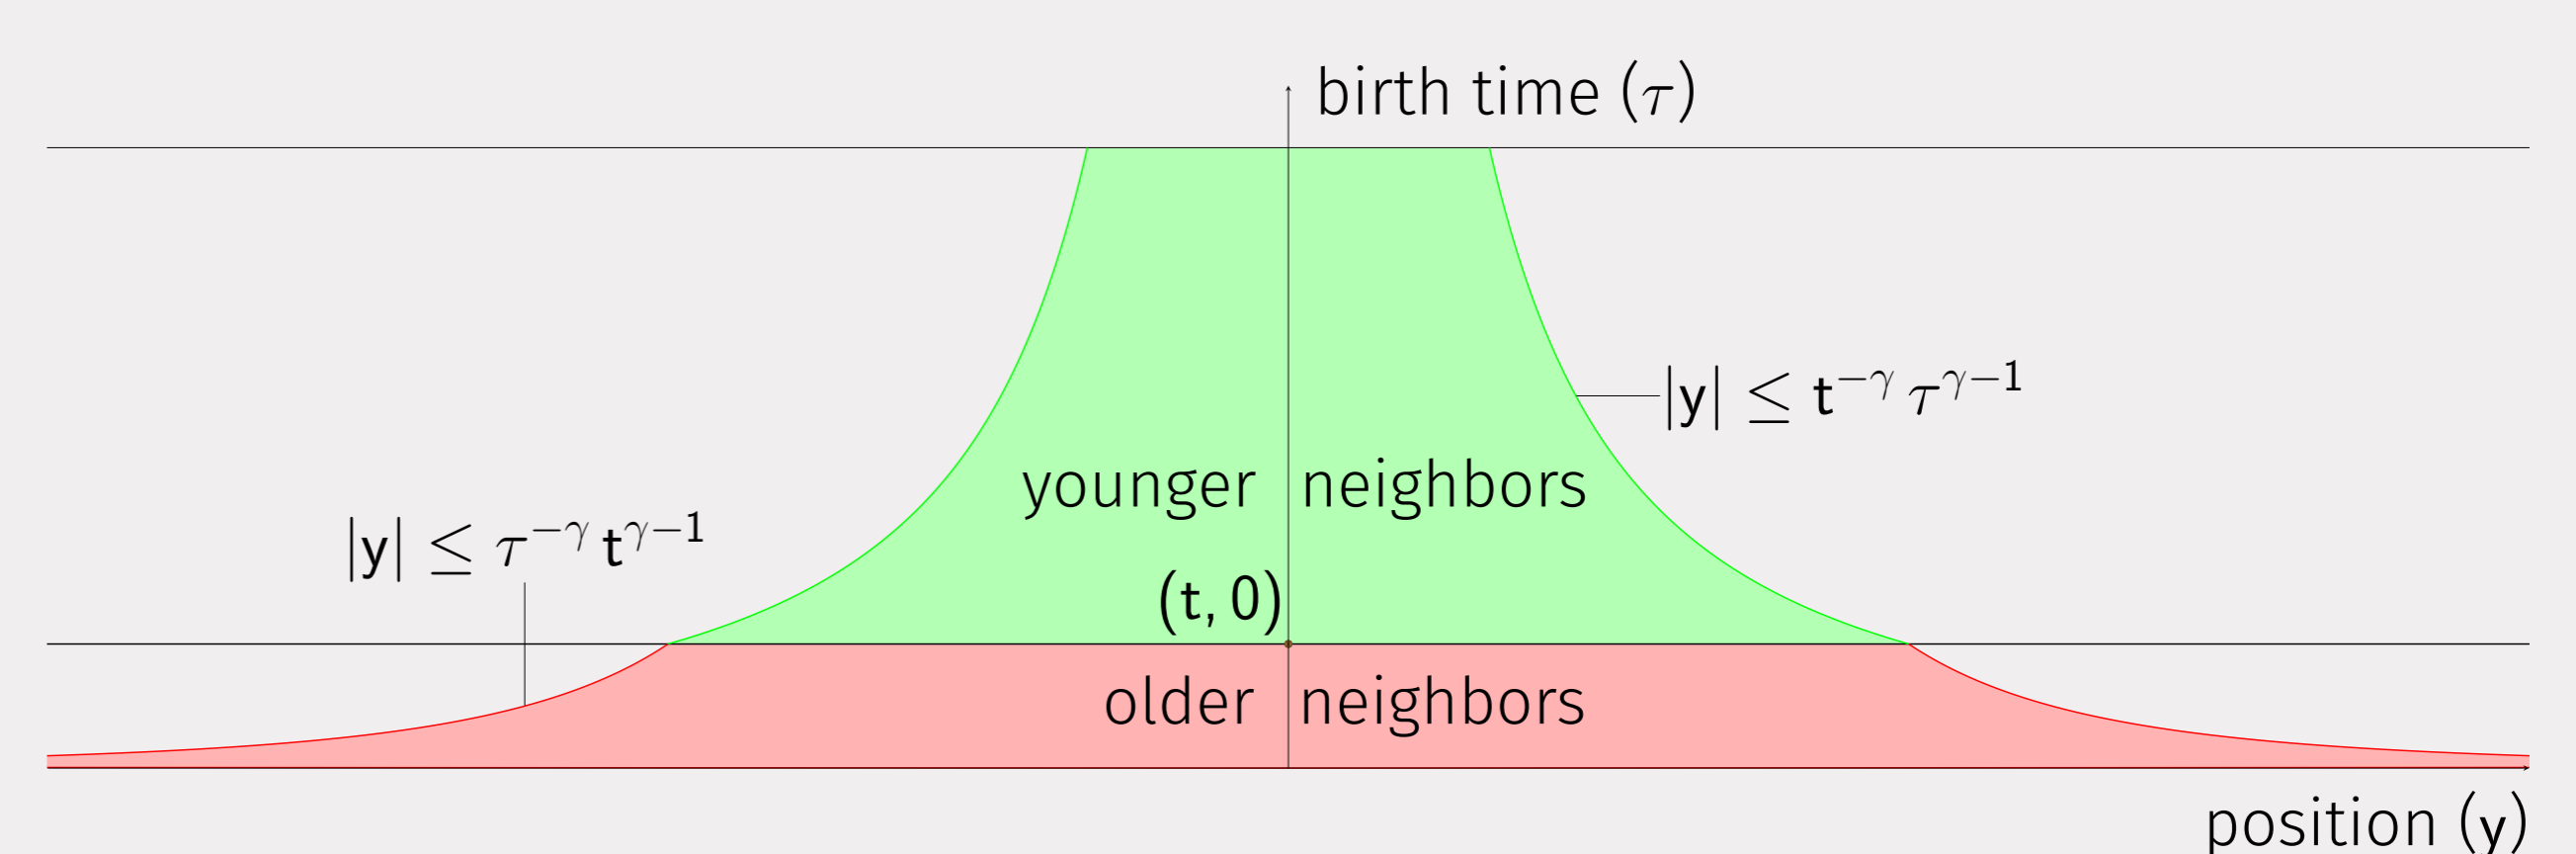 birth time (τ)
|y| ≤ t^{−γ} τ^{γ−1}
younger neighbors
|y| ≤ τ^{−γ} t^{γ−1}
(t, 0)
older neighbors
position (y)